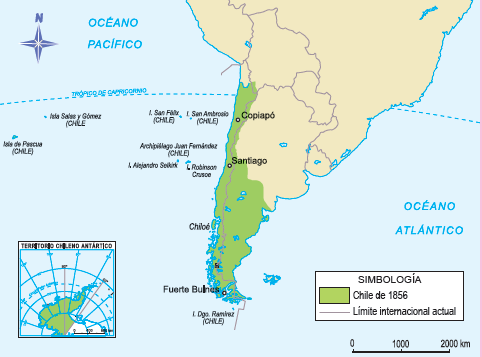 N
OCÉANO
PACÍFICO
TRÓPICO DE CAPRICORNIO
Isla Salas y Gómez
(CHILE)
I. San Félix
(CHILE)
I. San Ambrosio
(CHILE)
Copiapó
Isla de Pascua
(CHILE)
Archipiélago Juan Fernández
(CHILE)
I. Alejandro Selkirk
I. Robinson
Crusoe
Santiago
OCÉANO
ATLÁNTICO
Chiloé
TERRITORIO CHILENO ANTÁRTICO
Fuerte Bulnes
I. Dgo. Ramírez
(CHILE)
SIMBOLOGÍA
Chile de 1856
Límite internacional actual
0 1000 2000 km